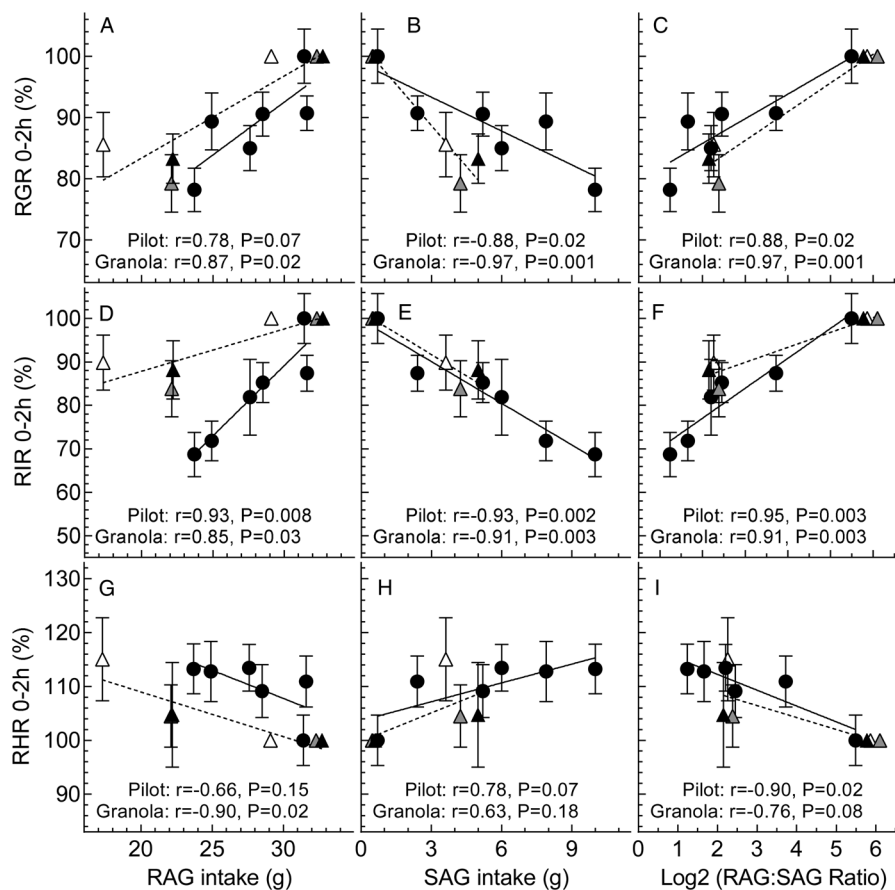 A
B
C
RGR 0-2h (%)
100
90
80
70
Pilot: r=0.78, P=0.07
Granola: r=0.87, P=0.02
Pilot: r=-0.88, P=0.02
Granola: r=-0.97, P=0.001
Pilot: r=0.88, P=0.02
Granola: r=0.97, P=0.001
D
E
F
RIR 0-2h (%)
100
90
80
70
60
50
Pilot: r=0.93, P=0.008
Granola: r=0.85, P=0.03
Pilot: r=-0.93, P=0.002
Granola: r=-0.91, P=0.003
Pilot: r=0.95, P=0.003
Granola: r=0.91, P=0.003
G
H
I
RHR 0-2h (%)
130
120
110
100
90
Pilot: r=-0.66, P=0.15
Granola: r=-0.90, P=0.02
Pilot: r=0.78, P=0.07
Granola: r=0.63, P=0.18
Pilot: r=-0.90, P=0.02
Granola: r=-0.76, P=0.08
20 25 30
0 3 6 9
0 1 2 3 4 5 6
RAG intake (g)
SAG intake (g)
Log2 (RAG:SAG Ratio)